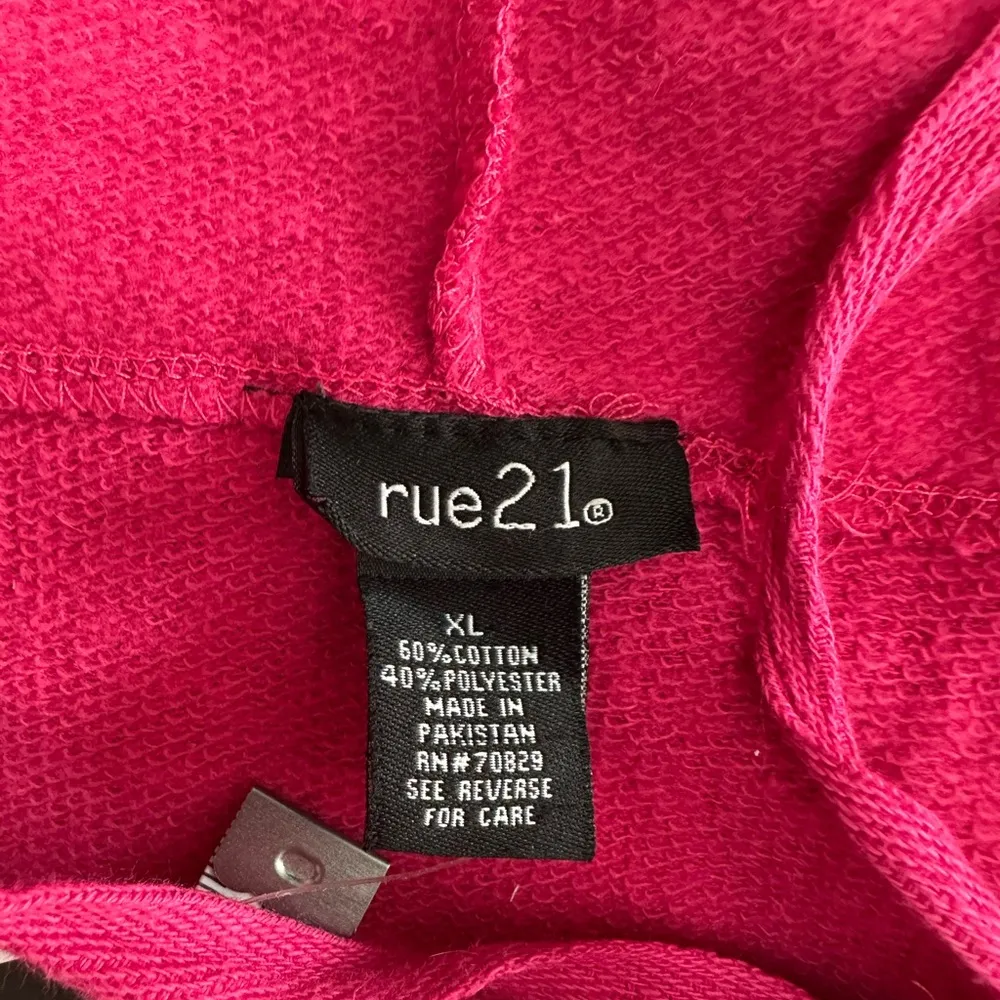 rue21®
XL
60%COTTON
40%POLYESTER
MADE IN
PAKISTAN
RN#70829
SEE REVERSE
FOR CARE